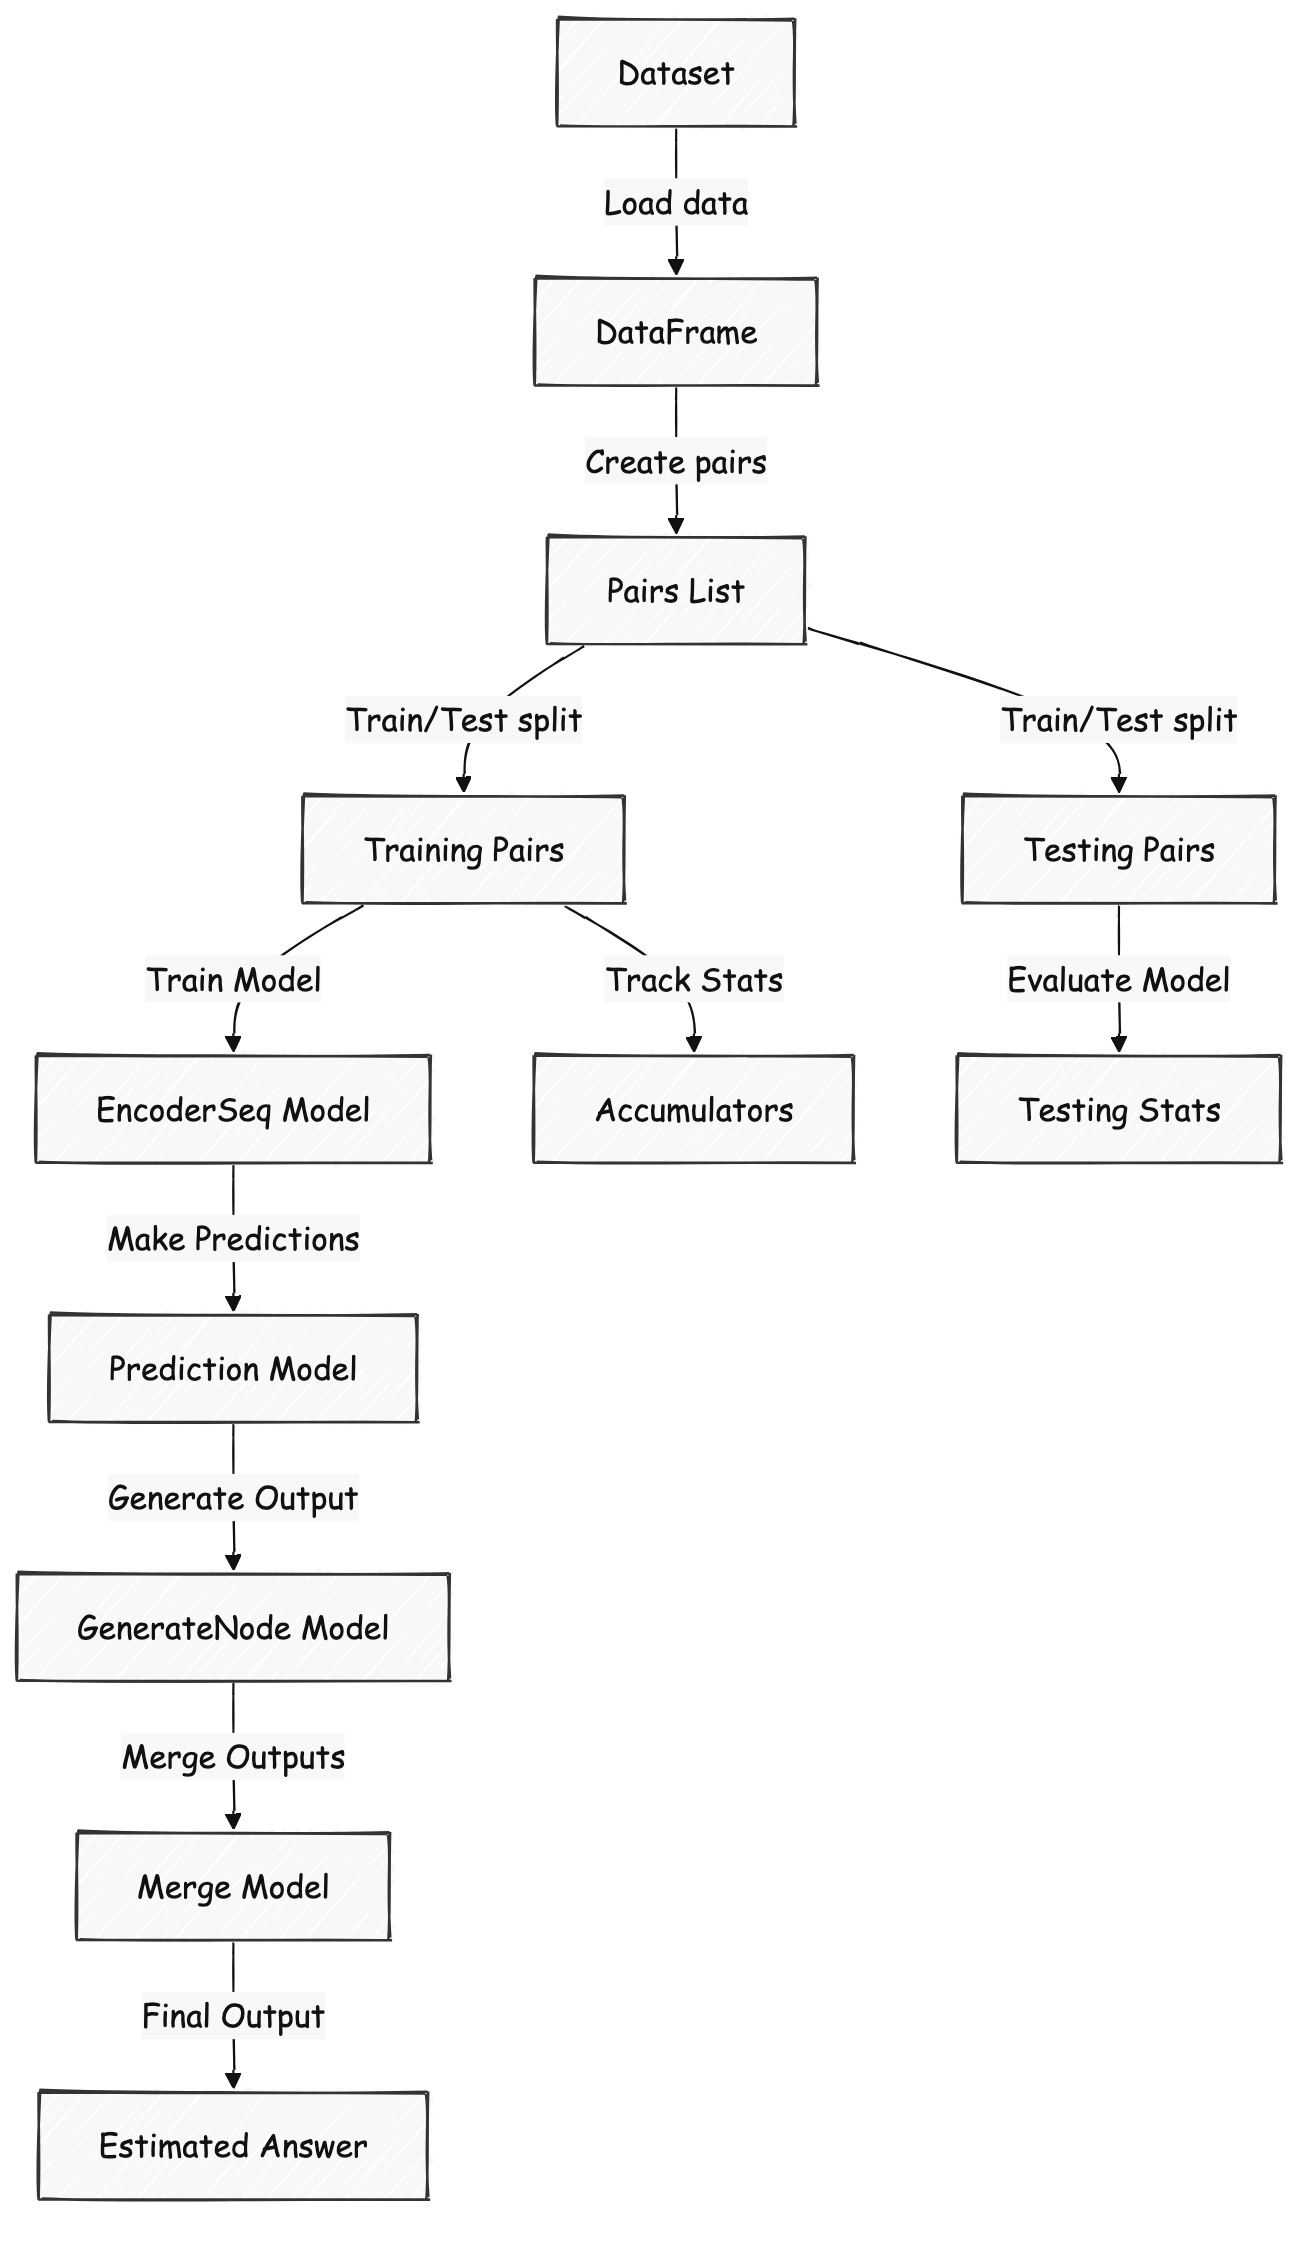 Dataset
Load data
DataFrame
Create pairs
Pairs List
Train/Test split
Train/Test split
Training Pairs
Testing Pairs
Train Model
Track Stats
Evaluate Model
EncoderSeq Model
Accumulators
Testing Stats
Make Predictions
Prediction Model
Generate Output
GenerateNode Model
Merge Outputs
Merge Model
Final Output
Estimated Answer